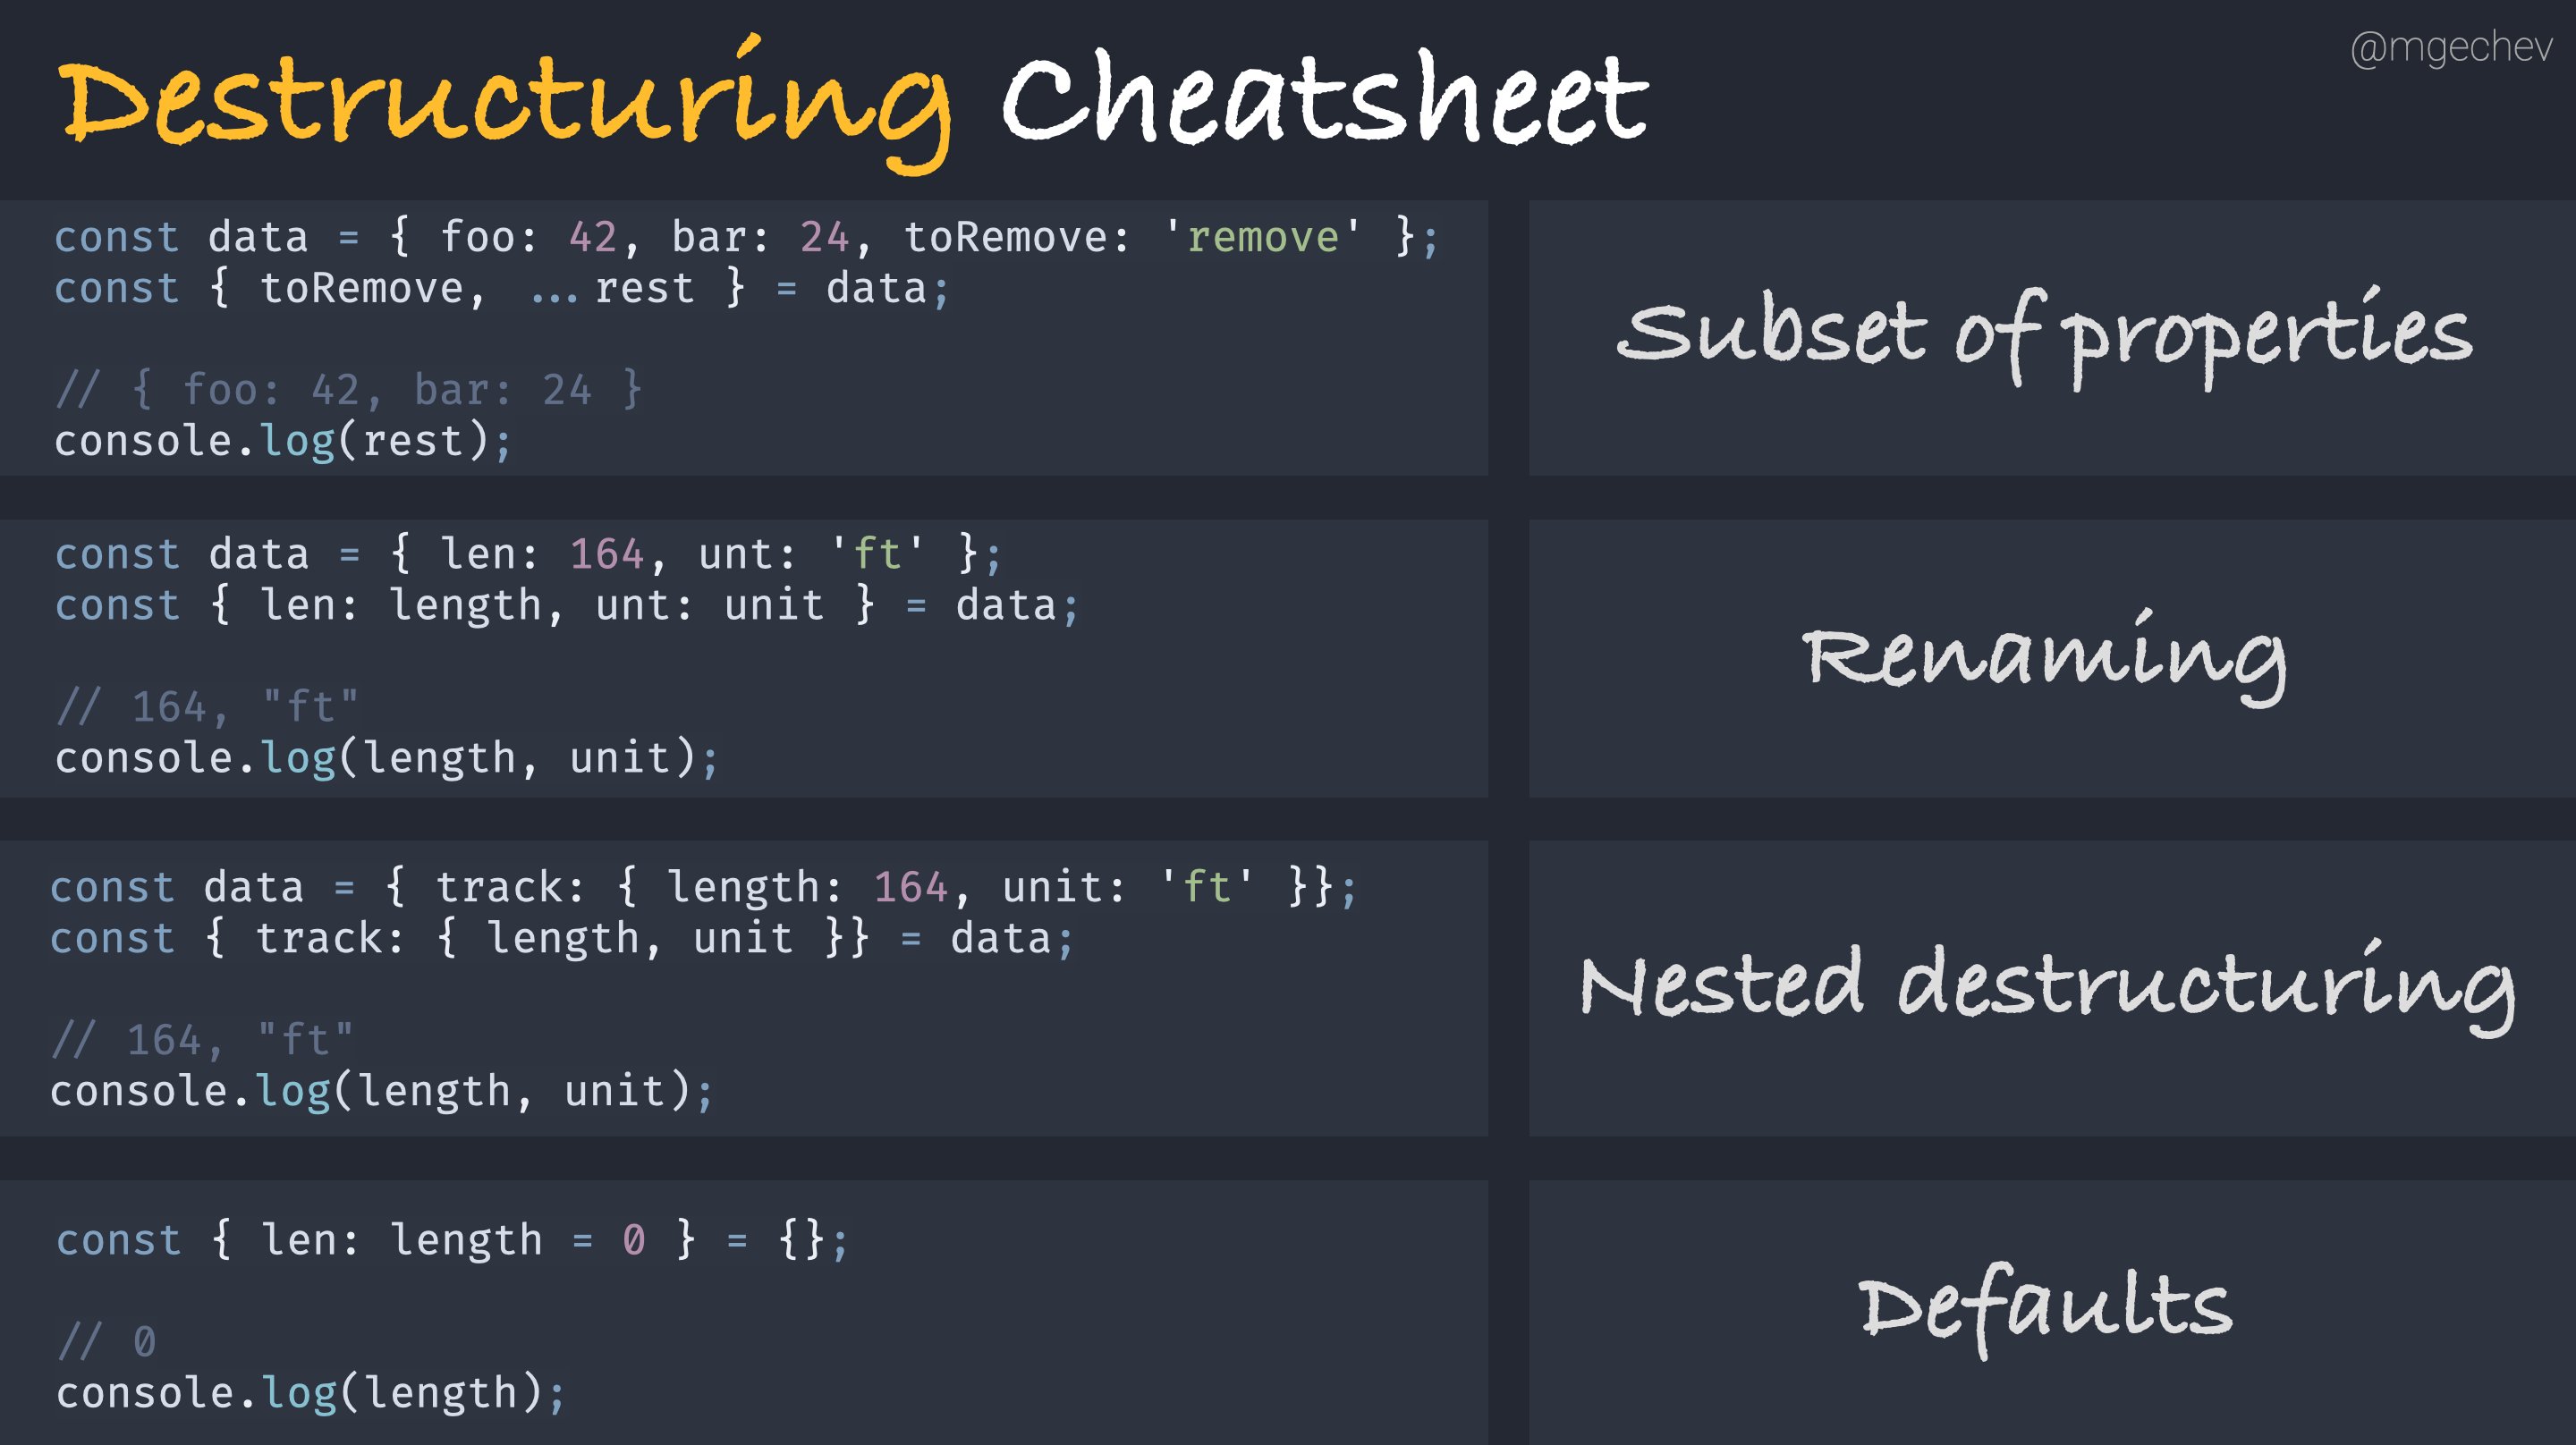 Destructuring Cheatsheet
@mgechev
const data = { foo: 42, bar: 24, toRemove: 'remove' };
const { toRemove, ...rest } = data;
// { foo: 42, bar: 24 }
console.log(rest);
Subset of properties
const data = { len: 164, unt: 'ft' };
const { len: length, unt: unit } = data;
// 164, "ft"
console.log(length, unit);
Renaming
const data = { track: { length: 164, unit: 'ft' }};
const { track: { length, unit }} = data;
// 164, "ft"
console.log(length, unit);
Nested destructuring
const { len: length = 0 } = {};
// 0
console.log(length);
Defaults